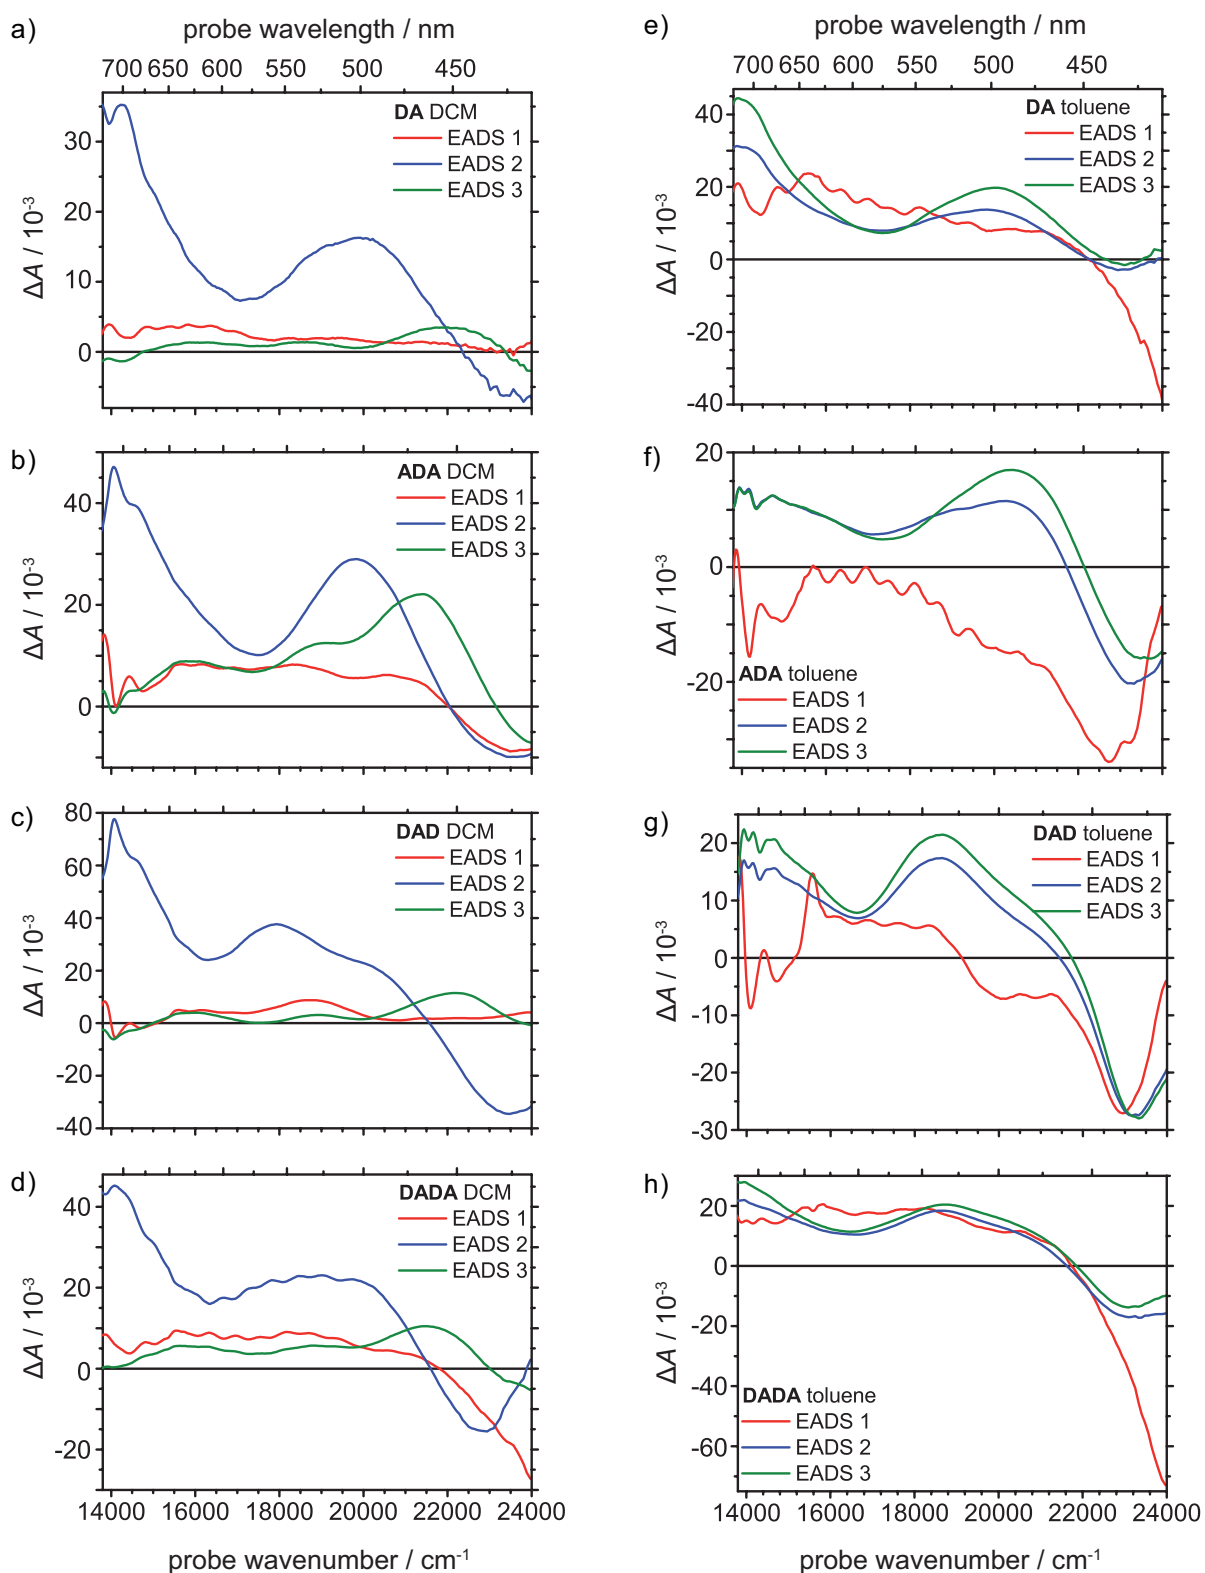 a)
probe wavelength / nm
700 650 600 550 500 450
DA DCM
EADS 1
EADS 2
EADS 3
30
20
10
0
ΔA / 10⁻³
b)
ADA DCM
EADS 1
EADS 2
EADS 3
40
20
0
ΔA / 10⁻³
c)
DAD DCM
EADS 1
EADS 2
EADS 3
80
60
40
20
0
-20
-40
ΔA / 10⁻³
d)
DADA DCM
EADS 1
EADS 2
EADS 3
40
20
0
-20
ΔA / 10⁻³
14000 16000 18000 20000 22000 24000
probe wavenumber / cm⁻¹
e)
probe wavelength / nm
700 650 600 550 500 450
DA toluene
EADS 1
EADS 2
EADS 3
40
20
0
-20
-40
ΔA / 10⁻³
f)
20
10
0
-10
-20
ΔA / 10⁻³
ADA toluene
EADS 1
EADS 2
EADS 3
g)
DAD toluene
EADS 1
EADS 2
EADS 3
20
10
0
-10
-20
-30
ΔA / 10⁻³
h)
20
0
-20
-40
-60
ΔA / 10⁻³
DADA toluene
EADS 1
EADS 2
EADS 3
14000 16000 18000 20000 22000 24000
probe wavenumber / cm⁻¹